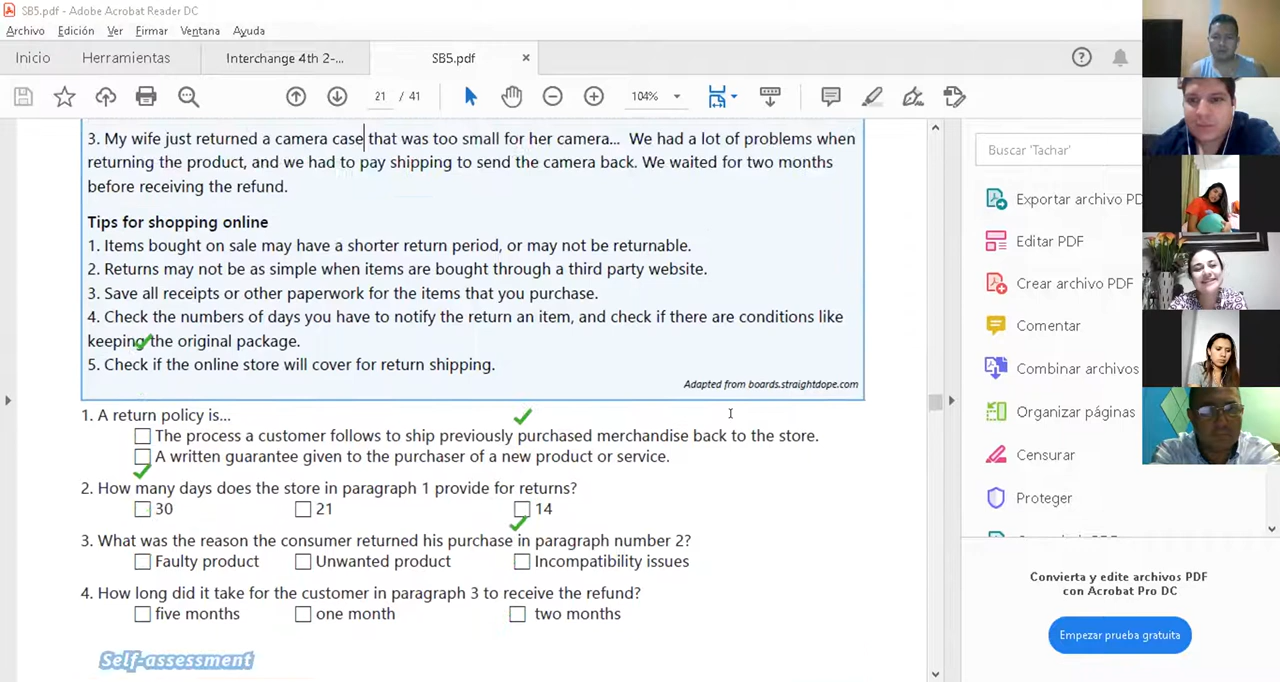 SB5.pdf - Adobe Acrobat Reader DC
Archivo Edición Ver Firmar Ventana Ayuda
Inicio Herramientas Interchange 4th 2-... SB5.pdf
21 / 41 104%
3. My wife just returned a camera case that was too small for her camera... We had a lot of problems when
returning the product, and we had to pay shipping to send the camera back. We waited for two months
before receiving the refund.
Tips for shopping online
1. Items bought on sale may have a shorter return period, or may not be returnable.
2. Returns may not be as simple when items are bought through a third party website.
3. Save all receipts or other paperwork for the items that you purchase.
4. Check the numbers of days you have to notify the return an item, and check if there are conditions like
keeping the original package.
5. Check if the online store will cover for return shipping.
Adapted from boards.straightdope.com
1. A return policy is...
The process a customer follows to ship previously purchased merchandise back to the store.
A written guarantee given to the purchaser of a new product or service.
2. How many days does the store in paragraph 1 provide for returns?
30 21 14
3. What was the reason the consumer returned his purchase in paragraph number 2?
Faulty product Unwanted product Incompatibility issues
4. How long did it take for the customer in paragraph 3 to receive the refund?
five months one month two months
Self-assessment
Buscar 'Tachar'
Exportar archivo PD
Editar PDF
Crear archivo PDF
Comentar
Combinar archivos
Organizar páginas
Censurar
Proteger
Convierta y edite archivos PDF
con Acrobat Pro DC
Empezar prueba gratuita